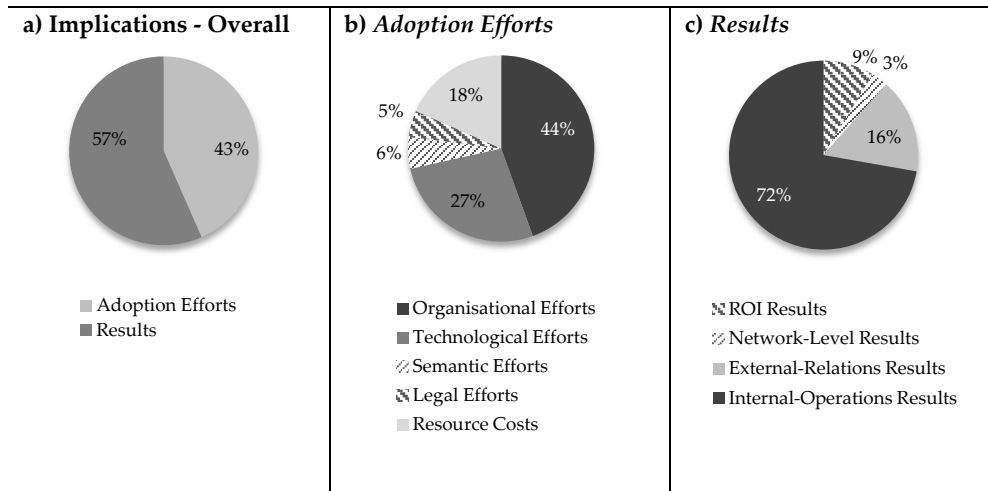 a) Implications - Overall
57%
43%
Adoption Efforts
Results
b) Adoption Efforts
18%
5%
44%
6%
27%
Organisational Efforts
Technological Efforts
Semantic Efforts
Legal Efforts
Resource Costs
c) Results
9%
3%
16%
72%
ROI Results
Network-Level Results
External-Relations Results
Internal-Operations Results